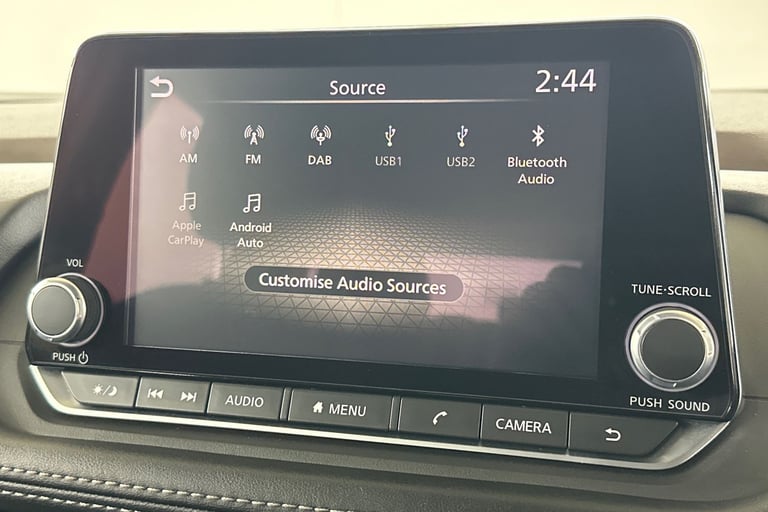 Source
2:44
AM
FM
DAB
USB1
USB2
Bluetooth
Audio
Apple
CarPlay
Android
Auto
Customise Audio Sources
VOL
PUSH
TUNE·SCROLL
PUSH SOUND
AUDIO
MENU
CAMERA